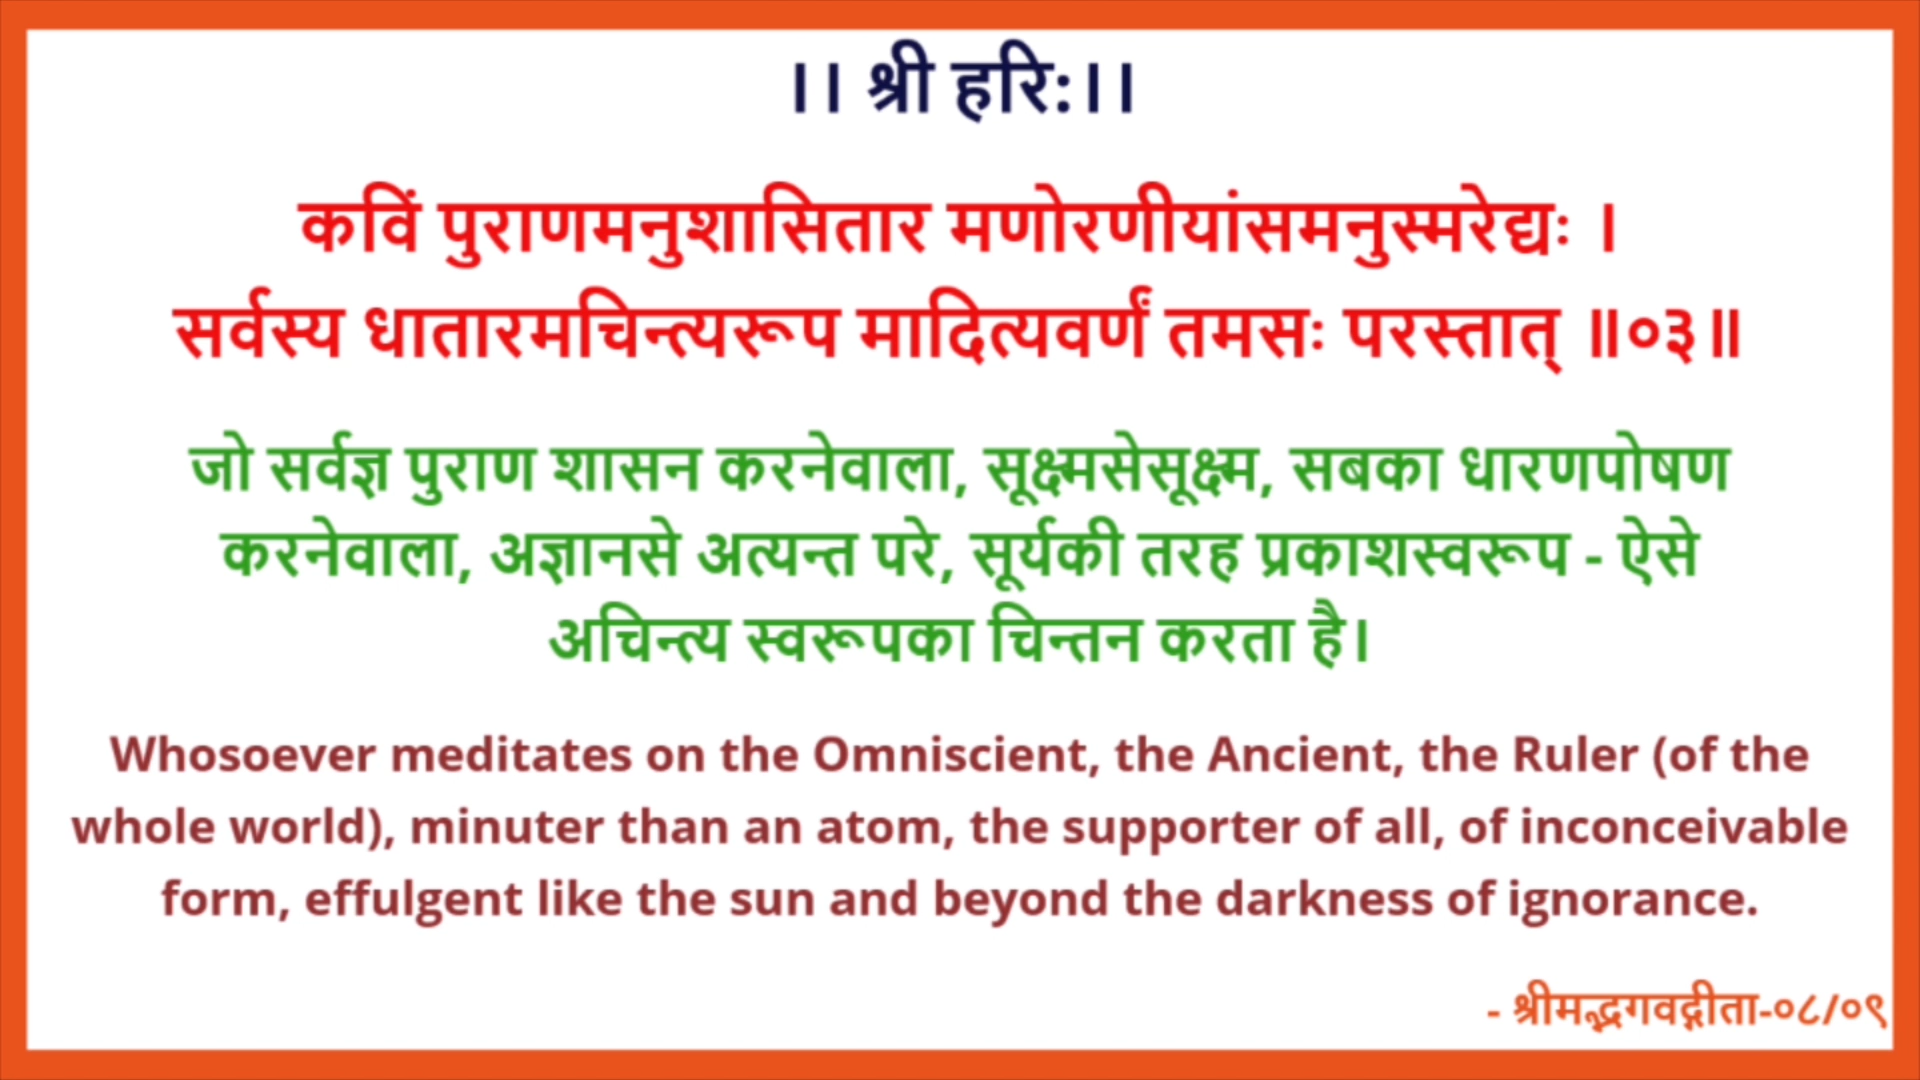 ।। श्री हरि:।।
कविं पुराणमनुशासितार मणोरणीयांसमनुस्मरेद्यः ।
सर्वस्य धातारमचिन्त्यरूप मादित्यवर्णं तमसः परस्तात् ॥०३॥
जो सर्वज्ञ पुराण शासन करनेवाला, सूक्ष्मसेसूक्ष्म, सबका धारणपोषण
करनेवाला, अज्ञानसे अत्यन्त परे, सूर्यकी तरह प्रकाशस्वरूप - ऐसे
अचिन्त्य स्वरूपका चिन्तन करता है।
Whosoever meditates on the Omniscient, the Ancient, the Ruler (of the
whole world), minuter than an atom, the supporter of all, of inconceivable
form, effulgent like the sun and beyond the darkness of ignorance.
- श्रीमद्भगवद्गीता-०८/०९